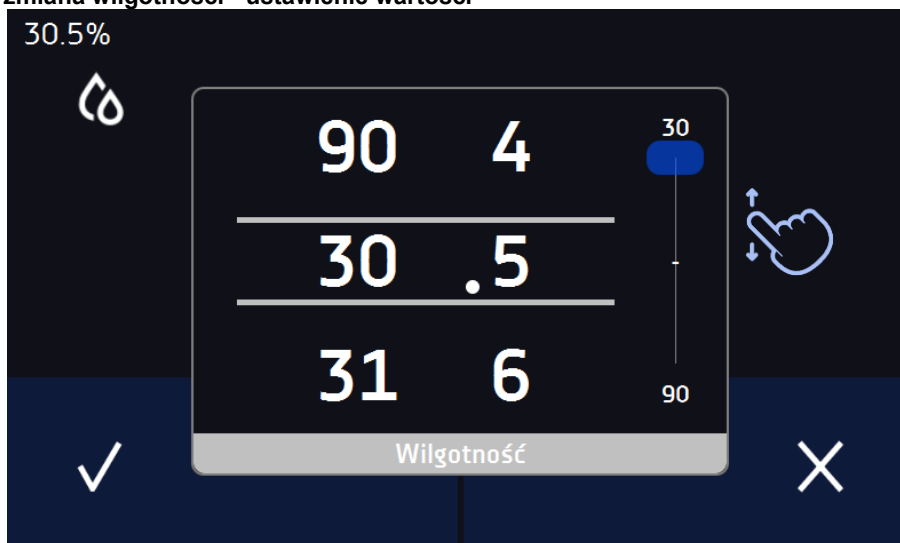 zmiana wilgotności - ustawienie wartości
30.5%
90 4 30
30 .5 -
31 6 90
Wilgotność